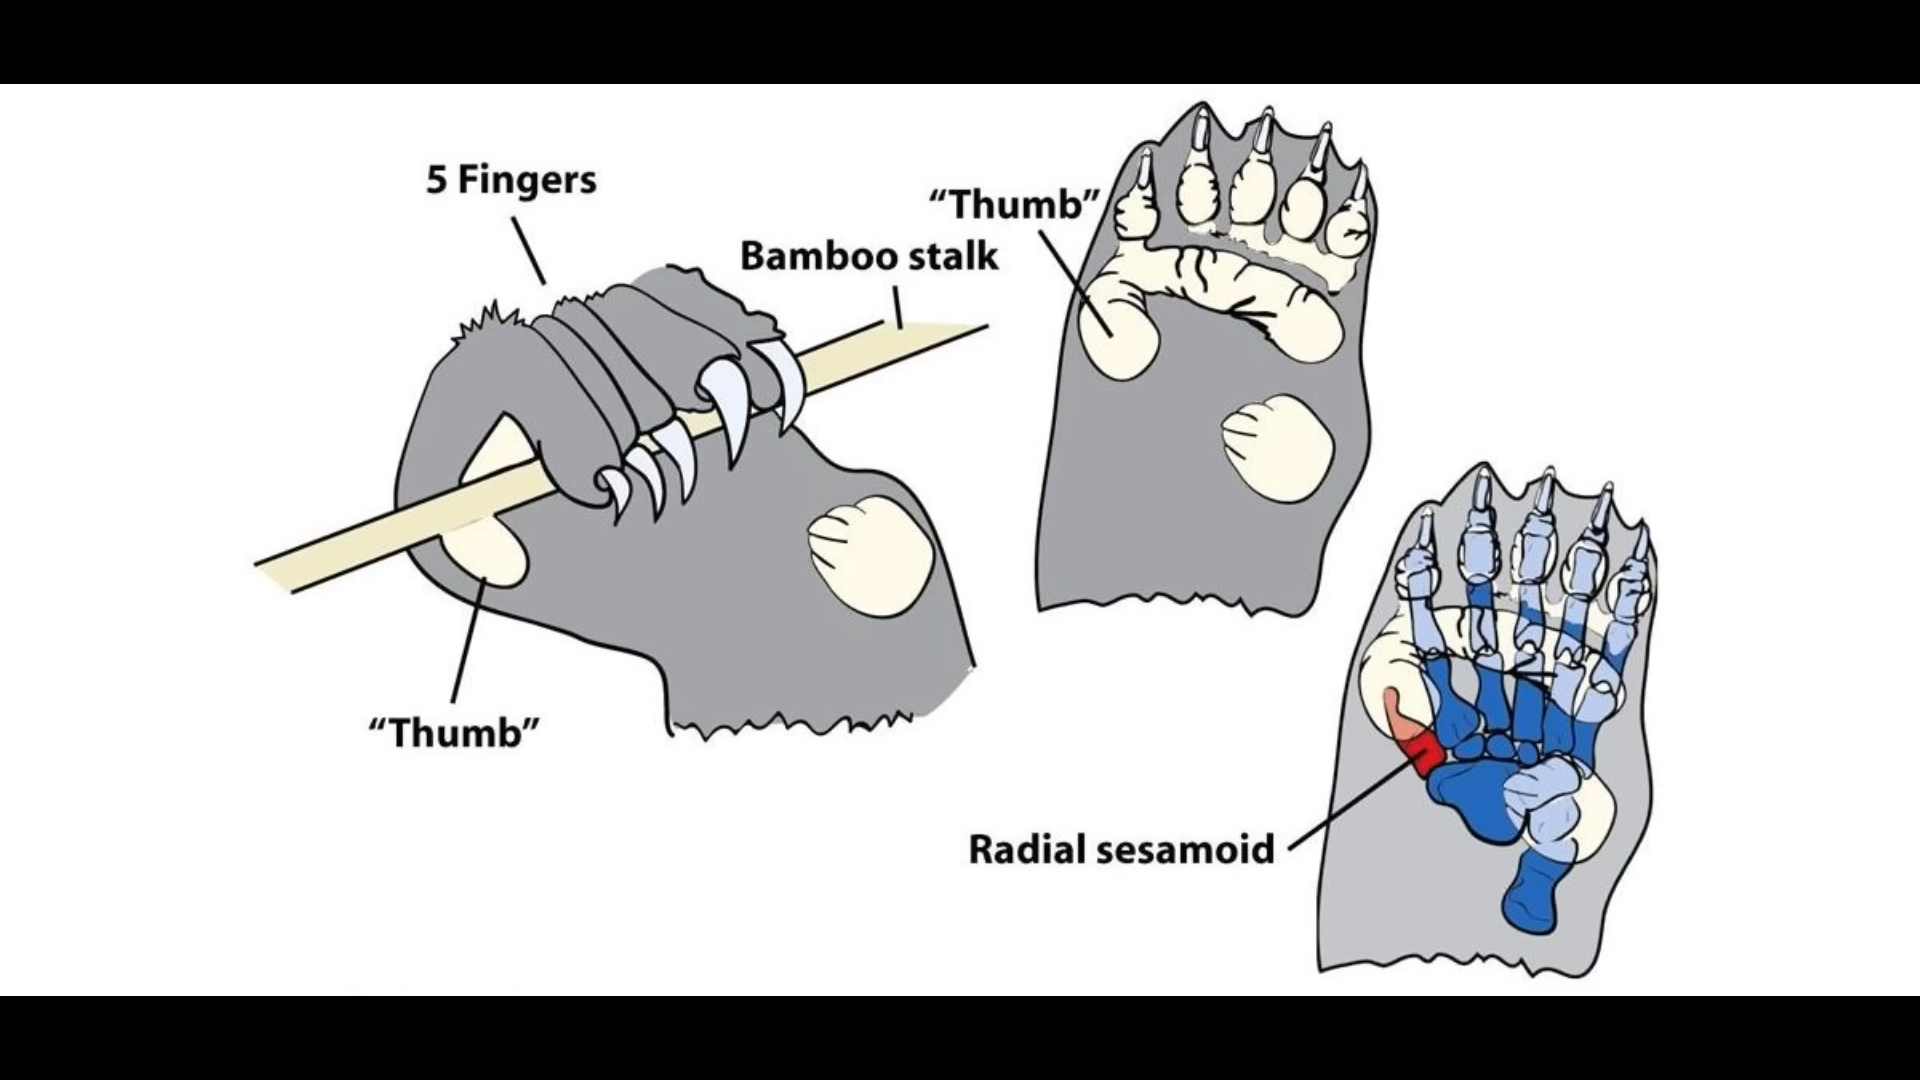 5 Fingers
Bamboo stalk
“Thumb”
“Thumb”
Radial sesamoid